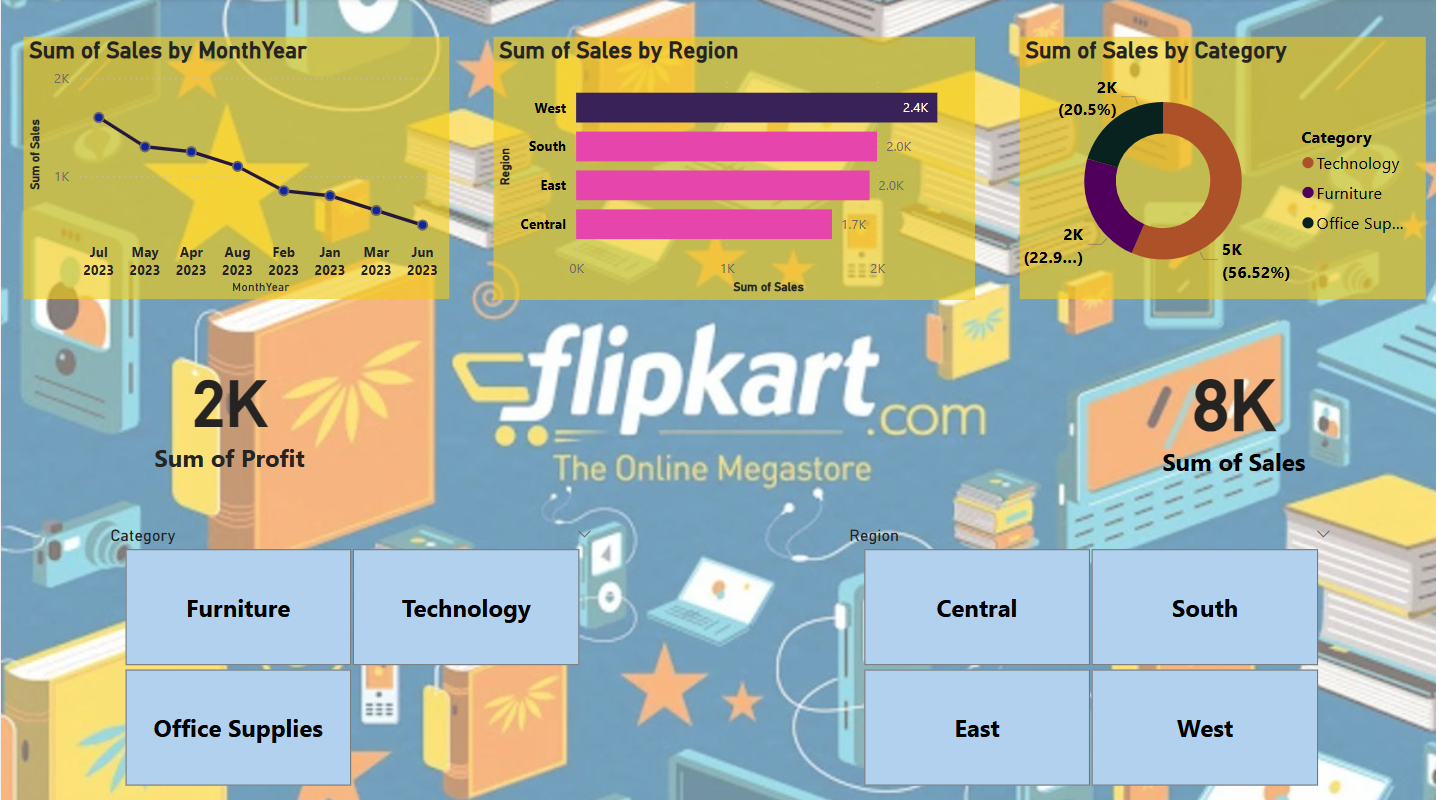 Sum of Sales by MonthYear
2K
1K
Sum of Sales
Jul 2023
May 2023
Apr 2023
Aug 2023
Feb 2023
Jan 2023
Mar 2023
Jun 2023
MonthYear
Sum of Sales by Region
Region
West
2.4K
South
2.0K
East
2.0K
Central
1.7K
0K
1K
2K
Sum of Sales
Sum of Sales by Category
2K
(20.5%)
2K
(22.9...)
5K
(56.52%)
Category
Technology
Furniture
Office Sup...
flipkart.com
The Online Megastore
2K
Sum of Profit
8K
Sum of Sales
Category
Furniture
Technology
Office Supplies
Region
Central
South
East
West